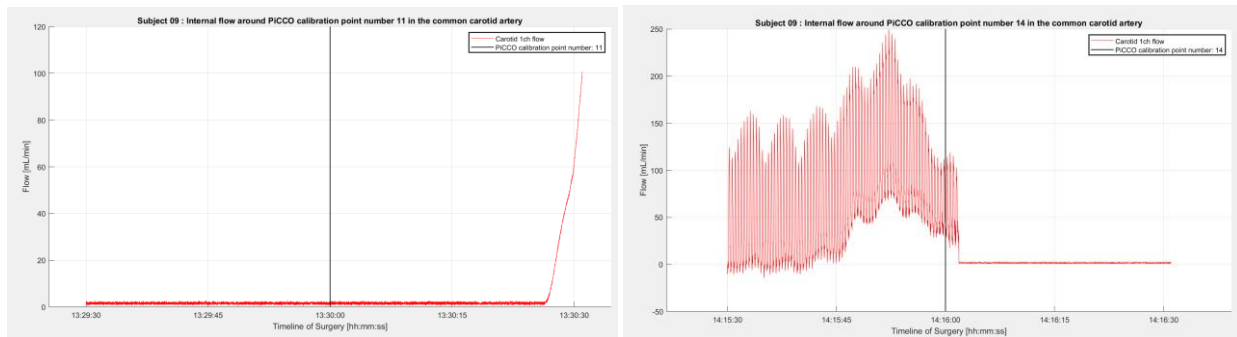 Subject 09 : Internal flow around PiCCO calibration point number 11 in the common carotid artery
Carotid 1ch flow
PiCCO calibration point number: 11
120
100
80
60
40
20
0
Flow [mL/min]
13:29:30
13:29:45
13:30:00
13:30:15
13:30:30
Timeline of Surgery [hh:mm:ss]
Subject 09 : Internal flow around PiCCO calibration point number 14 in the common carotid artery
Carotid 1ch flow
PiCCO calibration point number: 14
250
200
150
100
50
0
-50
Flow [mL/min]
14:15:30
14:15:45
14:16:00
14:16:15
14:16:30
Timeline of Surgery [hh:mm:ss]